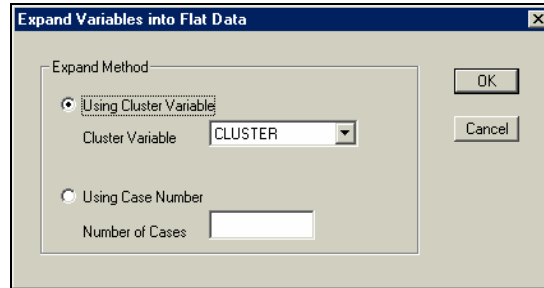 Expand Variables into Flat Data
Expand Method
Using Cluster Variable
Cluster Variable CLUSTER
Using Case Number
Number of Cases
OK
Cancel